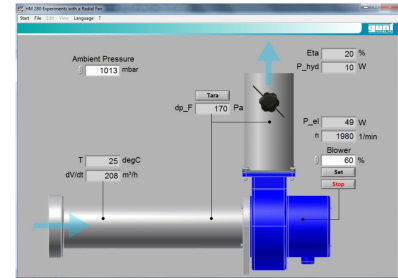 HM 280 Experiments with a Radial Fan
Start File Edit View Language ?
gunt
Ambient Pressure
1013 mbar
Eta 20 %
P_hyd 10 W
Tara
dp_F 170 Pa
P_el 49 W
n 1980 1/min
Blower
60 %
Set
Stop
T 25 degC
dV/dt 208 m³/h